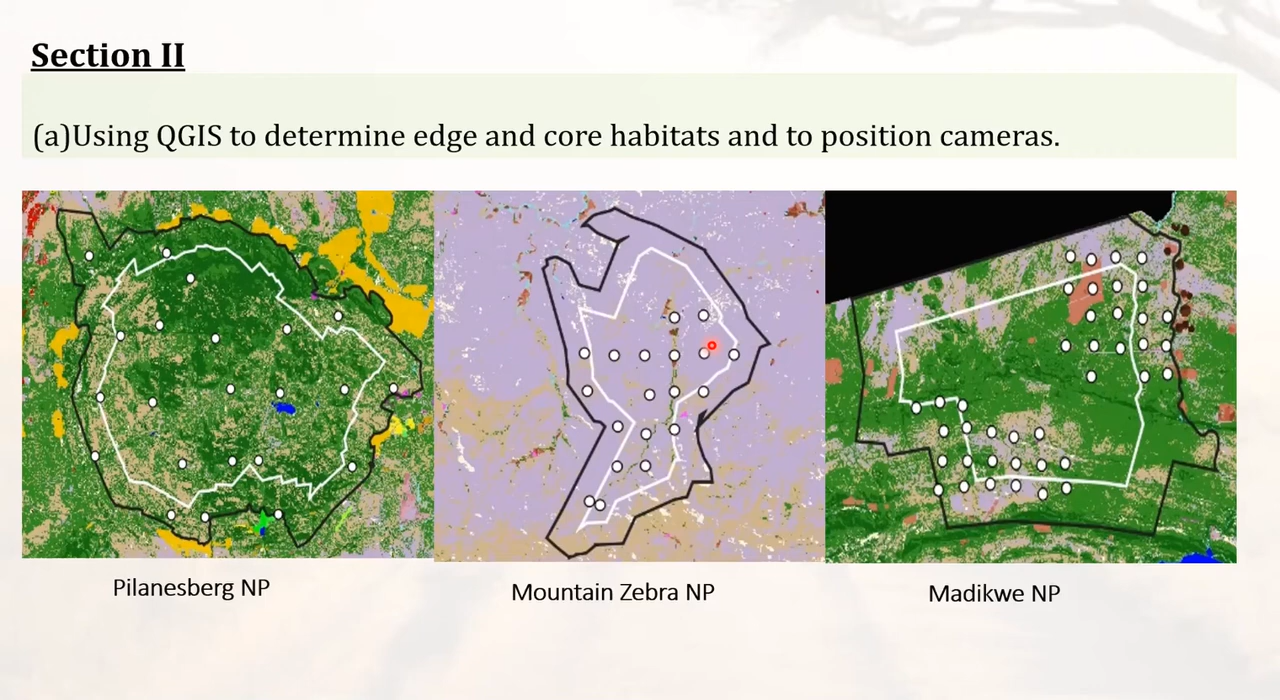 Section II
(a)Using QGIS to determine edge and core habitats and to position cameras.
Pilanesberg NP
Mountain Zebra NP
Madikwe NP